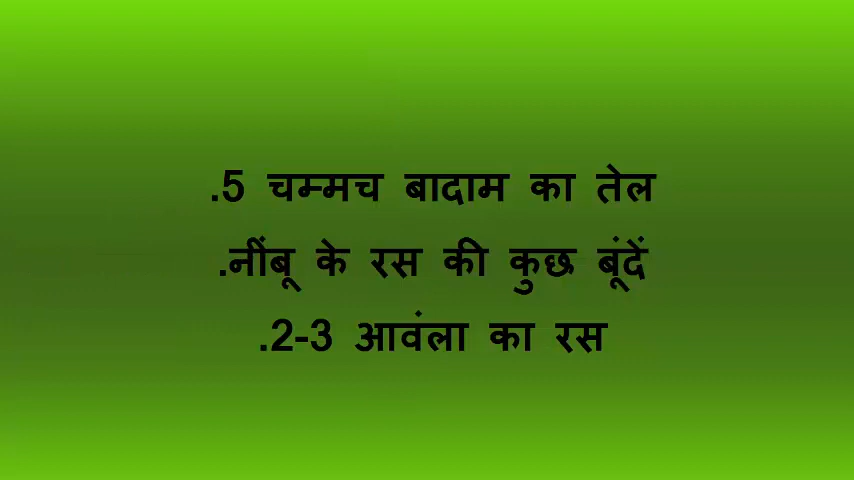 .5 चम्मच बादाम का तेल
.नींबू के रस की कुछ बूंदें
.2-3 आवंला का रस